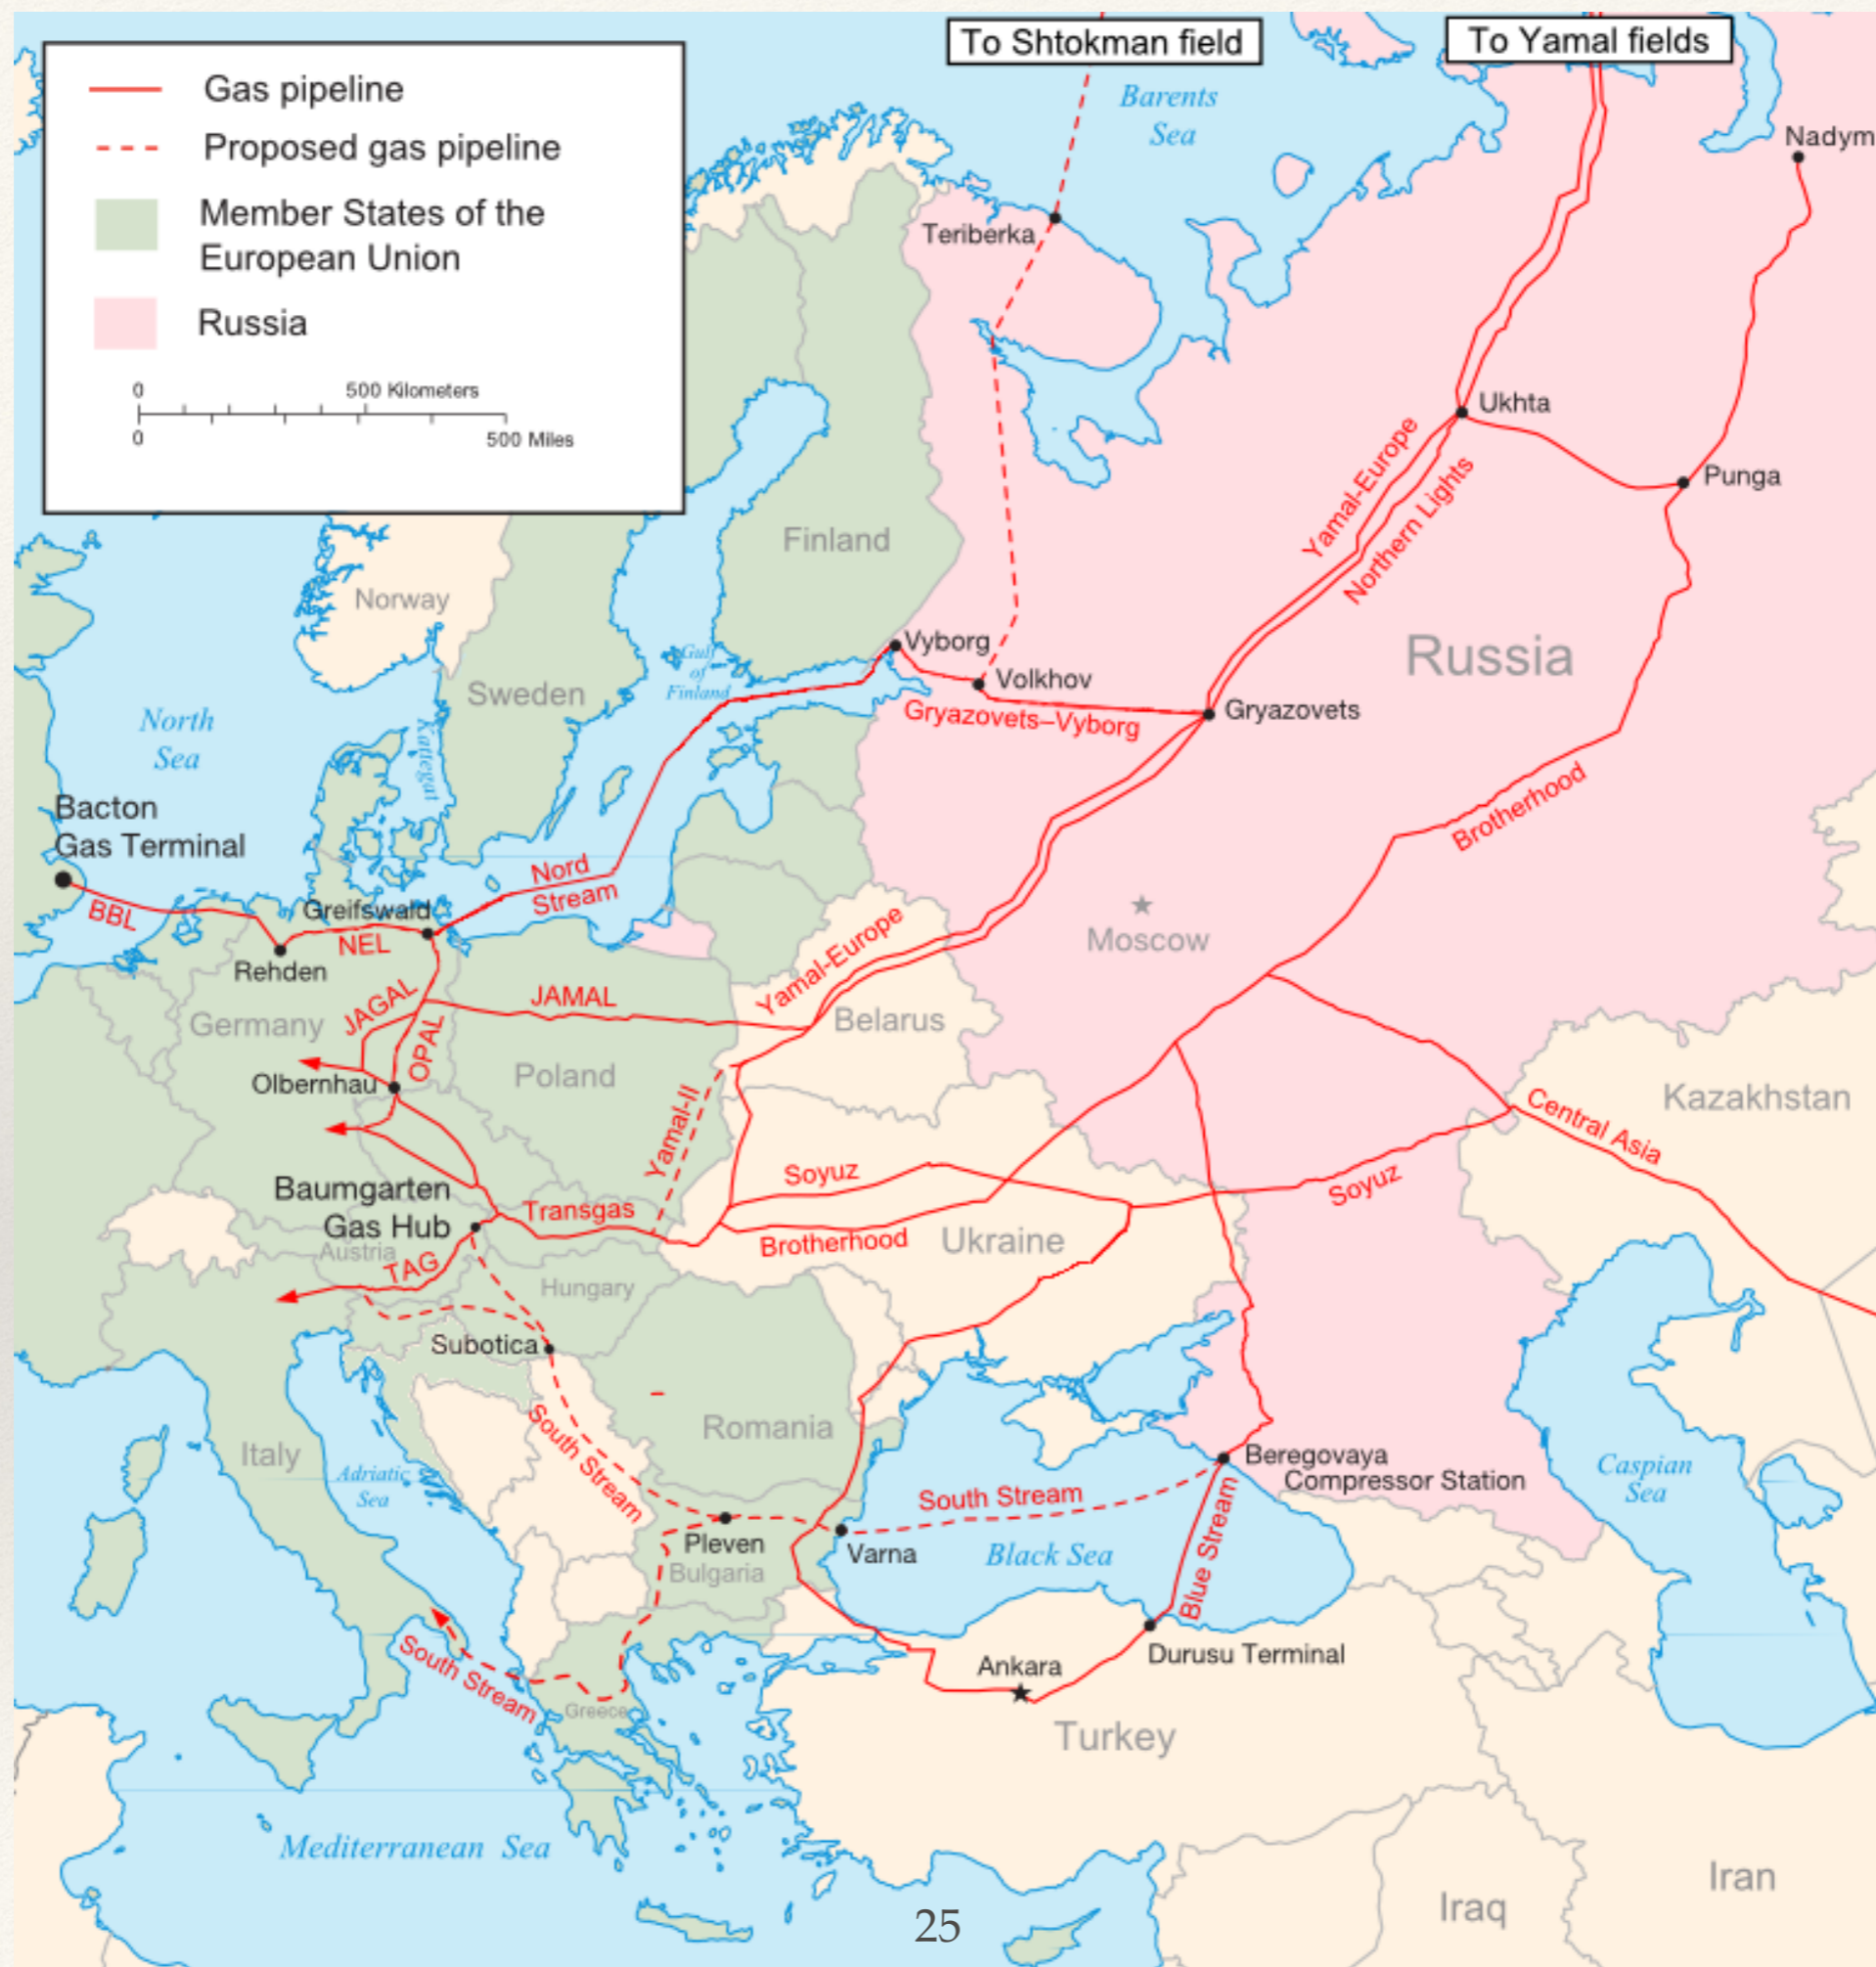 To Shtokman field
To Yamal fields
Gas pipeline
Proposed gas pipeline
Member States of the
European Union
Russia
0
500 Kilometers
0
500 Miles
Barents
Sea
Nadym
Teriberka
Ukhta
Punga
Yamal-Europe
Northern Lights
Finland
Norway
Sweden
Gulf
of
Finland
Vyborg
Volkhov
Gryazovets–Vyborg
Gryazovets
Russia
North
Sea
Kattegat
Bacton
Gas Terminal
BBL
Nord
Stream
Greifswald
NEL
Rehden
Brotherhood
Moscow
Yamal-Europe
JAGAL
JAMAL
Germany
OPAL
Belarus
Olbernhau
Poland
Yamal-II
Kazakhstan
Central Asia
Baumgarten
Gas Hub
Soyuz
Soyuz
Transgas
Brotherhood
Ukraine
Austria
TAG
Hungary
Subotica
South Stream
Romania
Italy
Adriatic
Sea
Beregovaya
Compressor Station
Caspian
Sea
South Stream
Blue Stream
Pleven
Bulgaria
Varna
Black Sea
South Stream
Greece
Ankara
Durusu Terminal
Turkey
Mediterranean Sea
Iraq
Iran
25